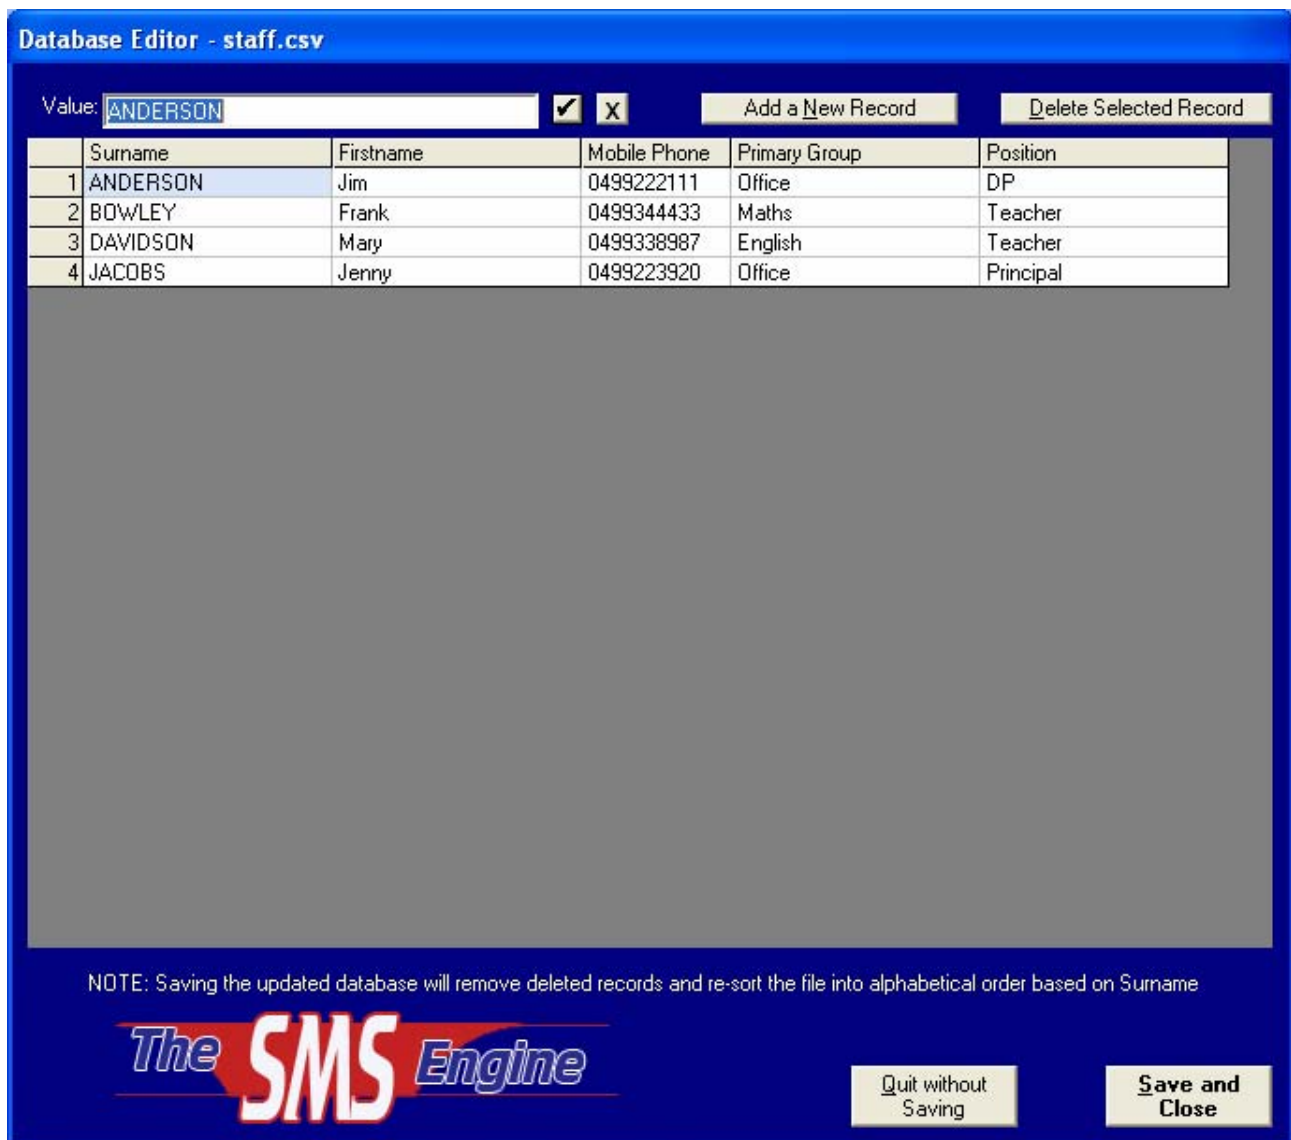 Database Editor - staff.csv
Value: ANDERSON ✔ X Add a New Record Delete Selected Record
Surname Firstname Mobile Phone Primary Group Position
1 ANDERSON Jim 0499222111 Office DP
2 BOWLEY Frank 0499344433 Maths Teacher
3 DAVIDSON Mary 0499338987 English Teacher
4 JACOBS Jenny 0499223920 Office Principal
NOTE: Saving the updated database will remove deleted records and re-sort the file into alphabetical order based on Surname
The SMS Engine
Quit without
Saving
Save and
Close